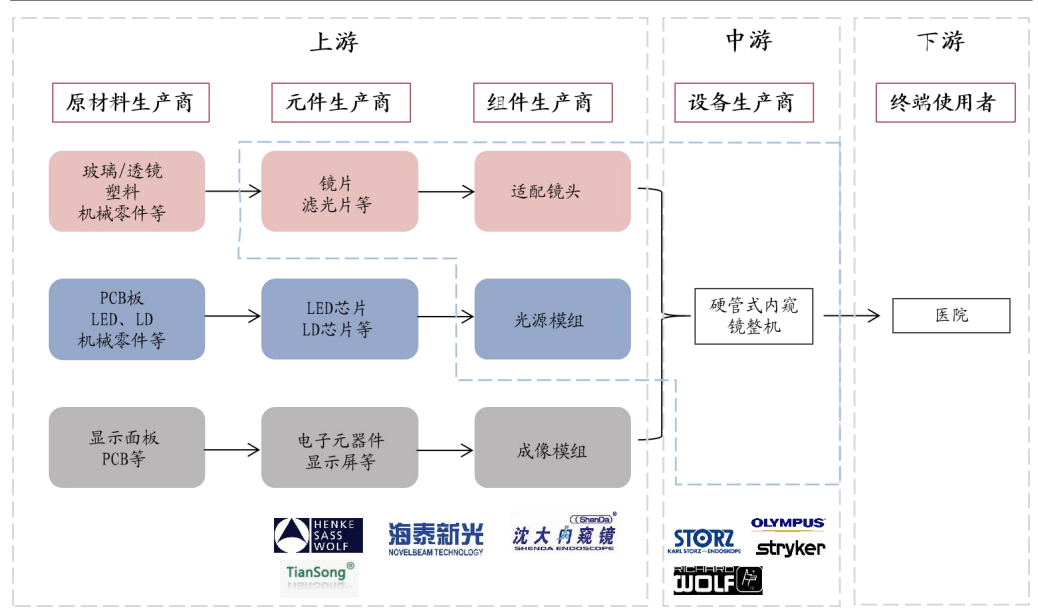 上游
中游
下游
原材料生产商
元件生产商
组件生产商
设备生产商
终端使用者
玻璃/透镜
塑料
机械零件等
镜片
滤光片等
适配镜头
PCB板
LED、LD
机械零件等
LED芯片
LD芯片等
光源模组
硬管式内窥
镜整机
医院
显示面板
PCB等
电子元器件
显示屏等
成像模组
HENKE
SASS
WOLF
海泰新光
NOVELBEAM TECHNOLOGY
(ShenDa)®
沈大内窥镜
SHENDA ENDOSCOPE
TianSong®
STORZ
KARL STORZ—ENDOSKOPE
OLYMPUS
stryker
RICHARD
WOLF